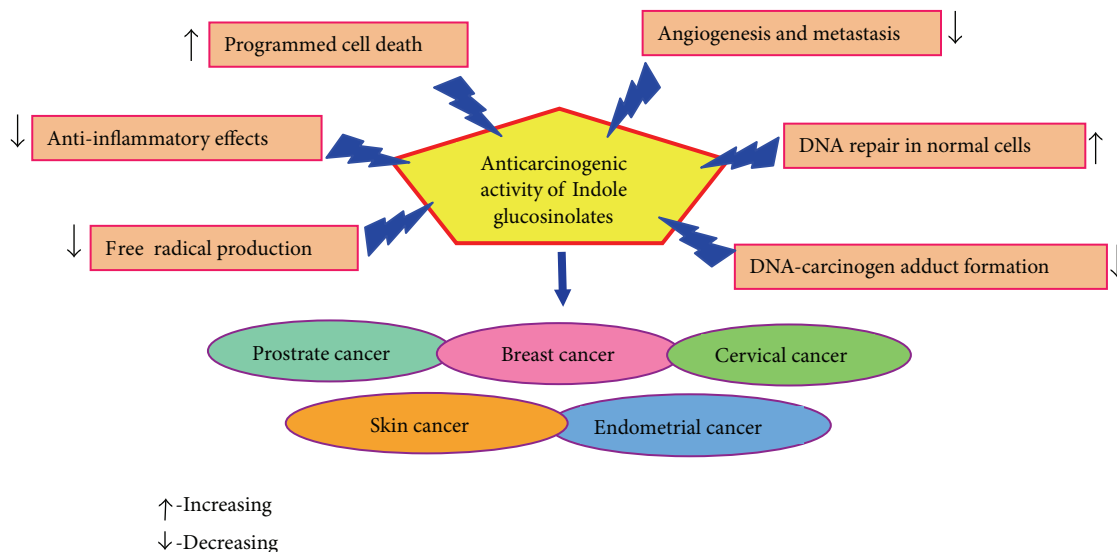 ↑ Programmed cell death
Angiogenesis and metastasis ↓
↓ Anti-inflammatory effects
DNA repair in normal cells ↑
Anticarcinogenic
activity of Indole
glucosinolates
↓ Free radical production
DNA-carcinogen adduct formation ↓
Prostrate cancer
Breast cancer
Cervical cancer
Skin cancer
Endometrial cancer
↑-Increasing
↓-Decreasing